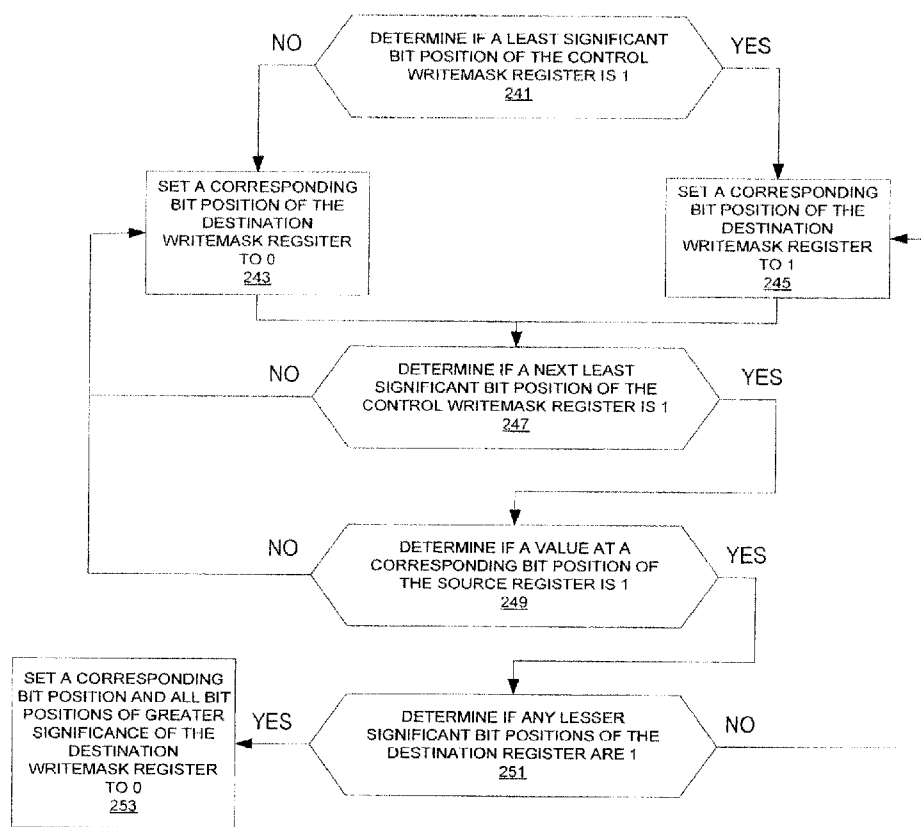 NO
DETERMINE IF A LEAST SIGNIFICANT
BIT POSITION OF THE CONTROL
WRITEMASK REGISTER IS 1
241
YES
SET A CORRESPONDING
BIT POSITION OF THE
DESTINATION
WRITEMASK REGSITER
TO 0
243
SET A CORRESPONDING
BIT POSITION OF THE
DESTINATION
WRITEMASK REGISTER
TO 1
245
NO
DETERMINE IF A NEXT LEAST
SIGNIFICANT BIT POSITION OF THE
CONTROL WRITEMASK REGISTER IS 1
247
YES
NO
DETERMINE IF A VALUE AT A
CORRESPONDING BIT POSITION OF
THE SOURCE REGISTER IS 1
249
YES
SET A CORRESPONDING
BIT POSITION AND ALL BIT
POSITIONS OF GREATER
SIGNIFICANCE OF THE
DESTINATION
WRITEMASK REGISTER
TO 0
253
YES
DETERMINE IF ANY LESSER
SIGNIFICANT BIT POSITIONS OF THE
DESTINATION REGISTER ARE 1
251
NO